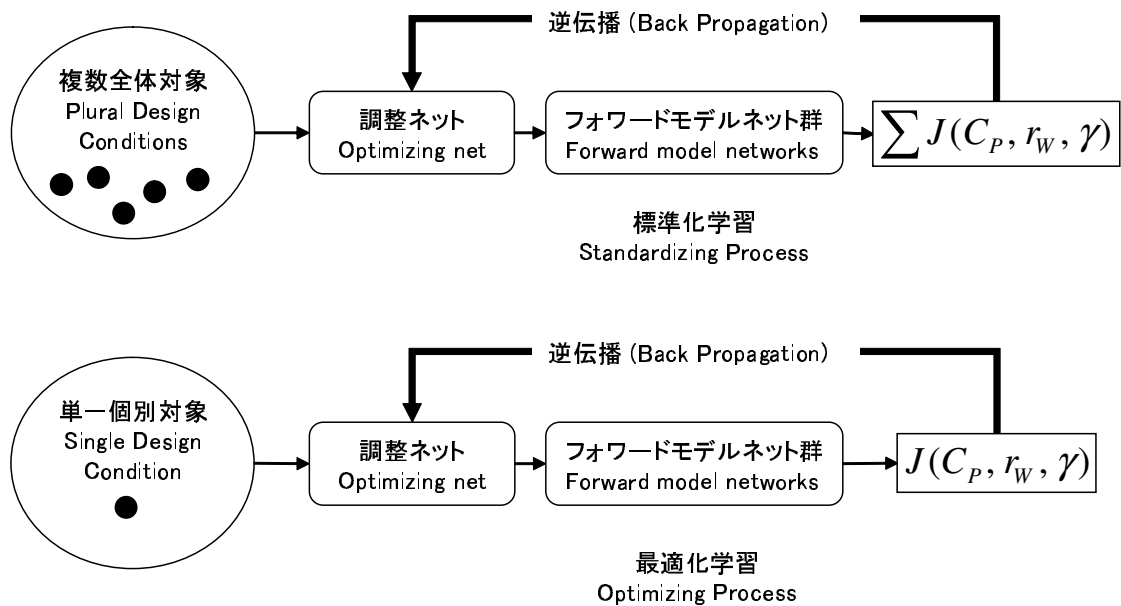 逆伝播 (Back Propagation)
複数全体対象
Plural Design
Conditions
調整ネット
Optimizing net
フォワードモデルネット群
Forward model networks
∑ J(C_P, r_W, γ)
標準化学習
Standardizing Process
逆伝播 (Back Propagation)
単一個別対象
Single Design
Condition
調整ネット
Optimizing net
フォワードモデルネット群
Forward model networks
J(C_P, r_W, γ)
最適化学習
Optimizing Process